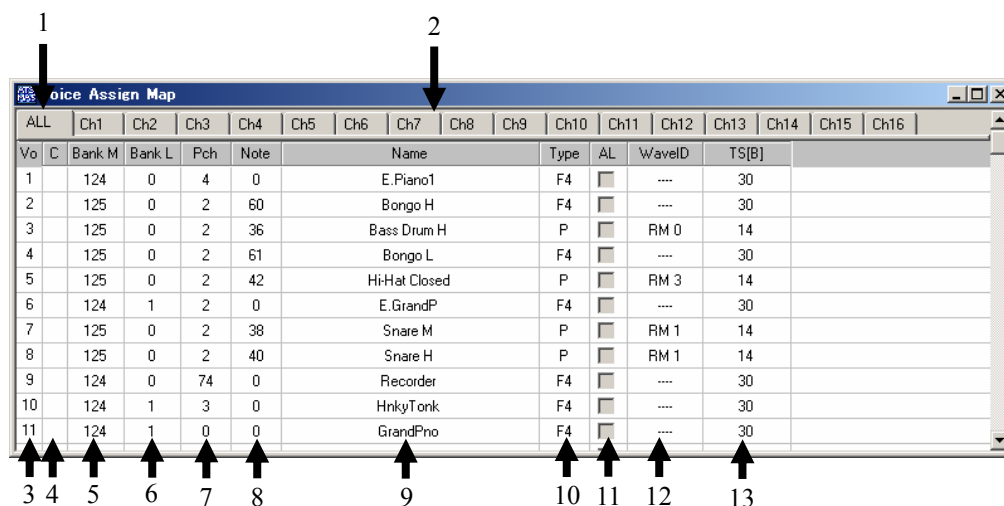 1 2
oice Assign Map
ALL Ch1 Ch2 Ch3 Ch4 Ch5 Ch6 Ch7 Ch8 Ch9 Ch10 Ch11 Ch12 Ch13 Ch14 Ch15 Ch16
Vo C Bank M Bank L Pch Note Name Type AL WaveID TS[B]
1 124 0 4 0 E.Piano1 F4 ---- 30
2 125 0 2 60 Bongo H F4 ---- 30
3 125 0 2 36 Bass Drum H P RM 0 14
4 125 0 2 61 Bongo L F4 ---- 30
5 125 0 2 42 Hi-Hat Closed P RM 3 14
6 124 1 2 0 E.GrandP F4 ---- 30
7 125 0 2 38 Snare M P RM 1 14
8 125 0 2 40 Snare H P RM 1 14
9 124 0 74 0 Recorder F4 ---- 30
10 124 1 3 0 HnkyTonk F4 ---- 30
11 124 1 0 0 GrandPno F4 ---- 30
3 4 5 6 7 8 9 10 11 12 13